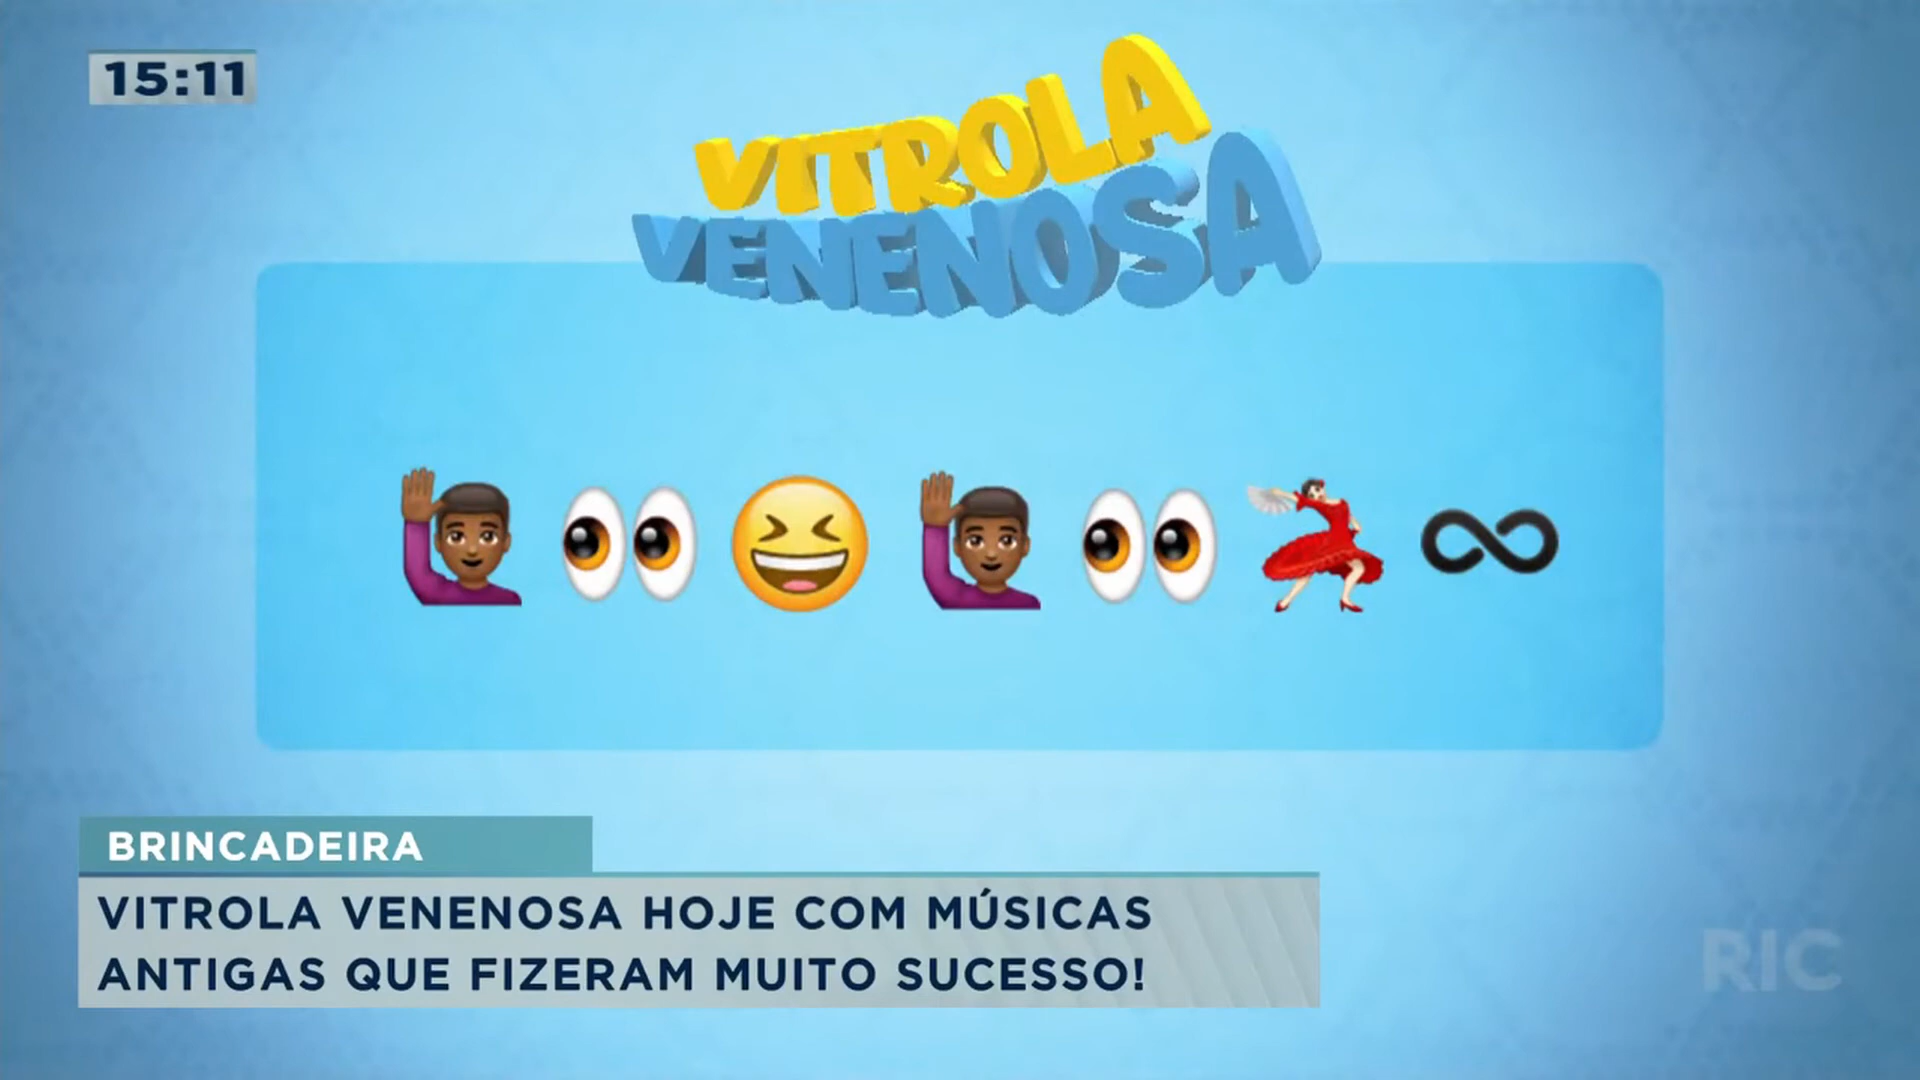 15:11
VITROLA
VENENOSA
BRINCADEIRA
VITROLA VENENOSA HOJE COM MÚSICAS
ANTIGAS QUE FIZERAM MUITO SUCESSO!
RIC